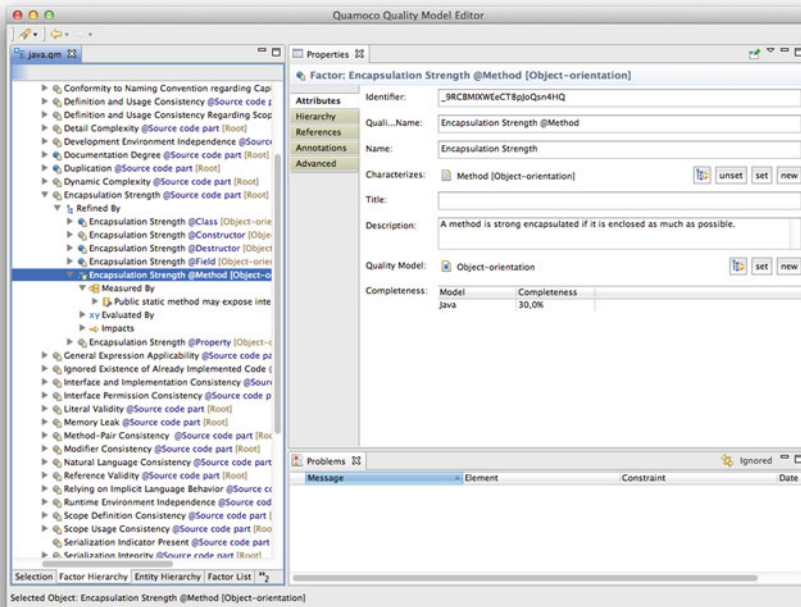 Quamoco Quality Model Editor
java.qm
Conformity to Naming Convention regarding Capi
Definition and Usage Consistency @Source code p
Definition and Usage Consistency Regarding Scop
Detail Complexity @Source code part [Root]
Development Environment Independence @Source
Documentation Degree @Source code part [Root]
Duplication @Source code part [Root]
Dynamic Complexity @Source code part [Root]
Encapsulation Strength @Source code part [Root]
Refined By
Encapsulation Strength @Class [Object-orie
Encapsulation Strength @Constructor [Obje
Encapsulation Strength @Destructor [Object
Encapsulation Strength @Field [Object-orien
Encapsulation Strength @Method [Object-o
Measured By
Public static method may expose inte
xy Evaluated By
Impacts
Encapsulation Strength @Property [Object-o
General Expression Applicability @Source code pa
Ignored Existence of Already Implemented Code (
Interface and Implementation Consistency @Sourc
Interface Permission Consistency @Source code p
Literal Validity @Source code part [Root]
Memory Leak @Source code part [Root]
Method-Pair Consistency @Source code part [Roo
Modifier Consistency @Source code part [Root]
Natural Language Consistency @Source code part
Reference Validity @Source code part [Root]
Relying on Implicit Language Behavior @Source co
Runtime Environment Independence @Source cod
Scope Definition Consistency @Source code part [
Scope Usage Consistency @Source code part [Roo
Serialization Indicator Present @Source code part
Serialization Integrity @Source code part [Root]
Selection Factor Hierarchy Entity Hierarchy Factor List "2
Properties
Factor: Encapsulation Strength @Method [Object-orientation]
Attributes
Hierarchy
References
Annotations
Advanced
Identifier: _9RCBMIXWEeCT8pJoQsn4HQ
Quali...Name: Encapsulation Strength @Method
Name: Encapsulation Strength
Characterizes: Method [Object-orientation] unset set new
Title:
Description: A method is strong encapsulated if it is enclosed as much as possible.
Quality Model: Object-orientation set new
Completeness: Model Completeness
Java 30,0%
Problems Ignored
Message Element Constraint Date
Selected Object: Encapsulation Strength @Method [Object-orientation]